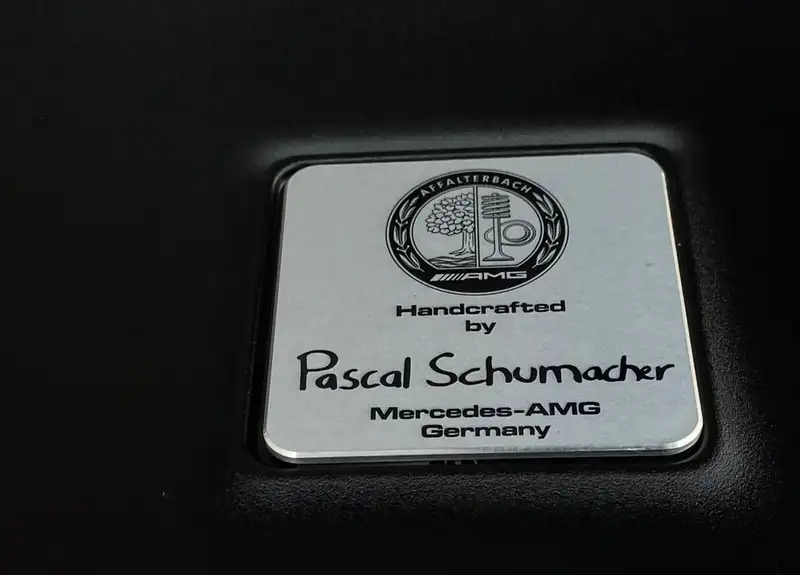 AFFALTERBACH
AMG
Handcrafted
by
Pascal Schumacher
Mercedes-AMG
Germany